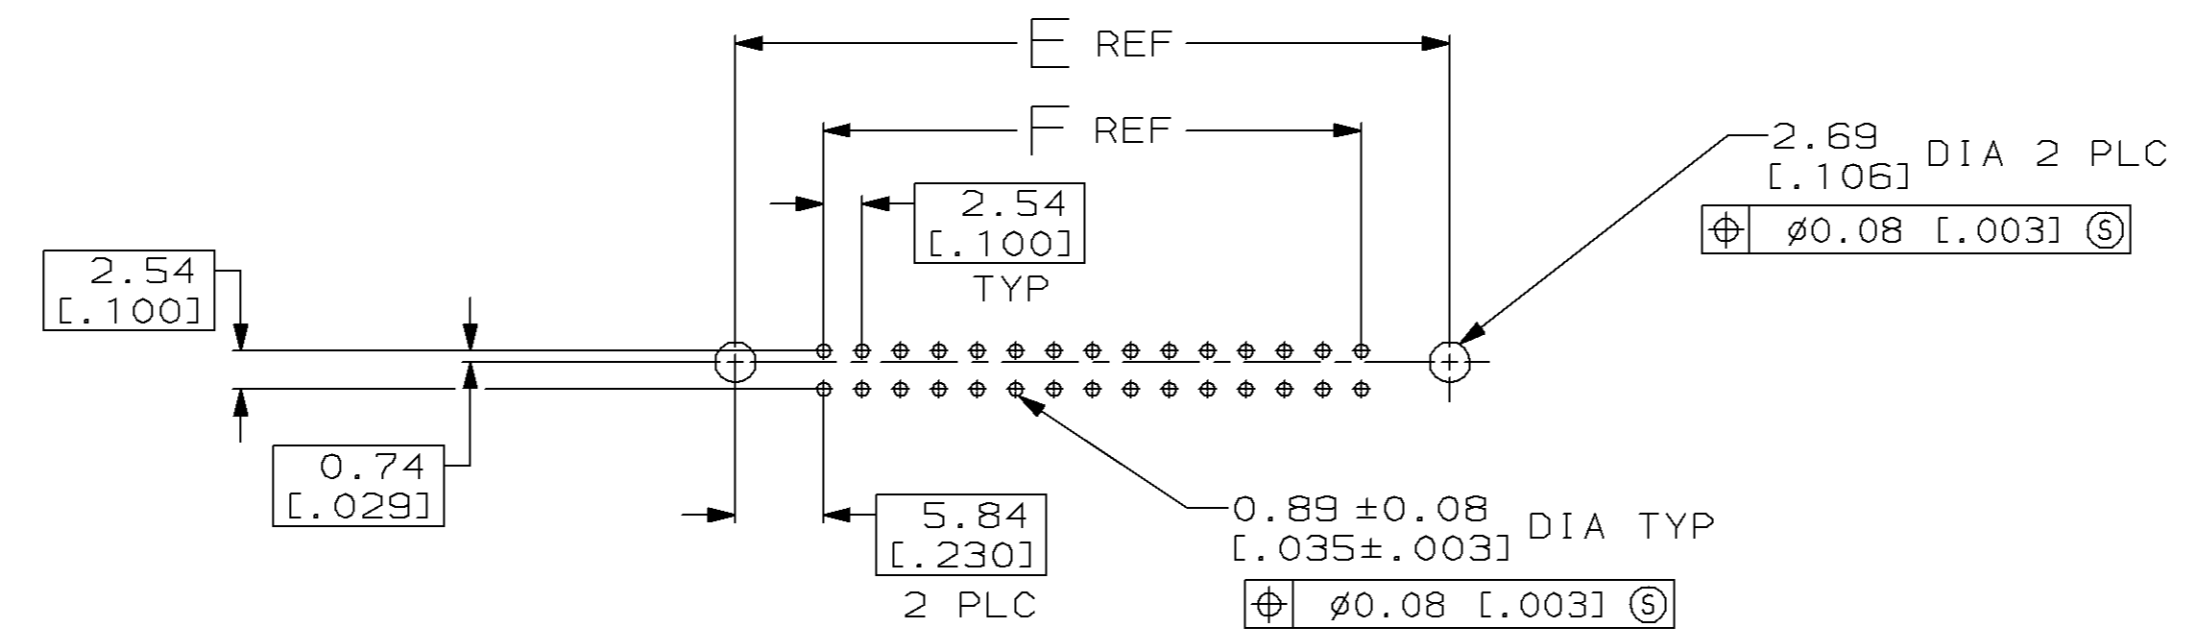 E REF
F REF
2.69
[.106] DIA 2 PLC
⌖ ⌀0.08 [.003] Ⓢ
2.54
[.100]
TYP
2.54
[.100]
0.74
[.029]
5.84
[.230]
2 PLC
0.89 ±0.08
[.035±.003] DIA TYP
⌖ ⌀0.08 [.003] Ⓢ